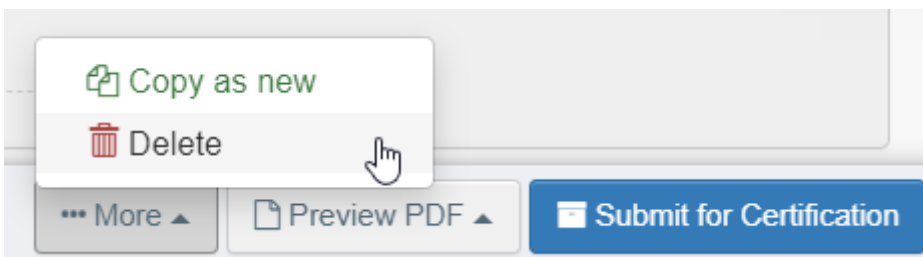 Copy as new
Delete
••• More ▲ Preview PDF ▲ Submit for Certification